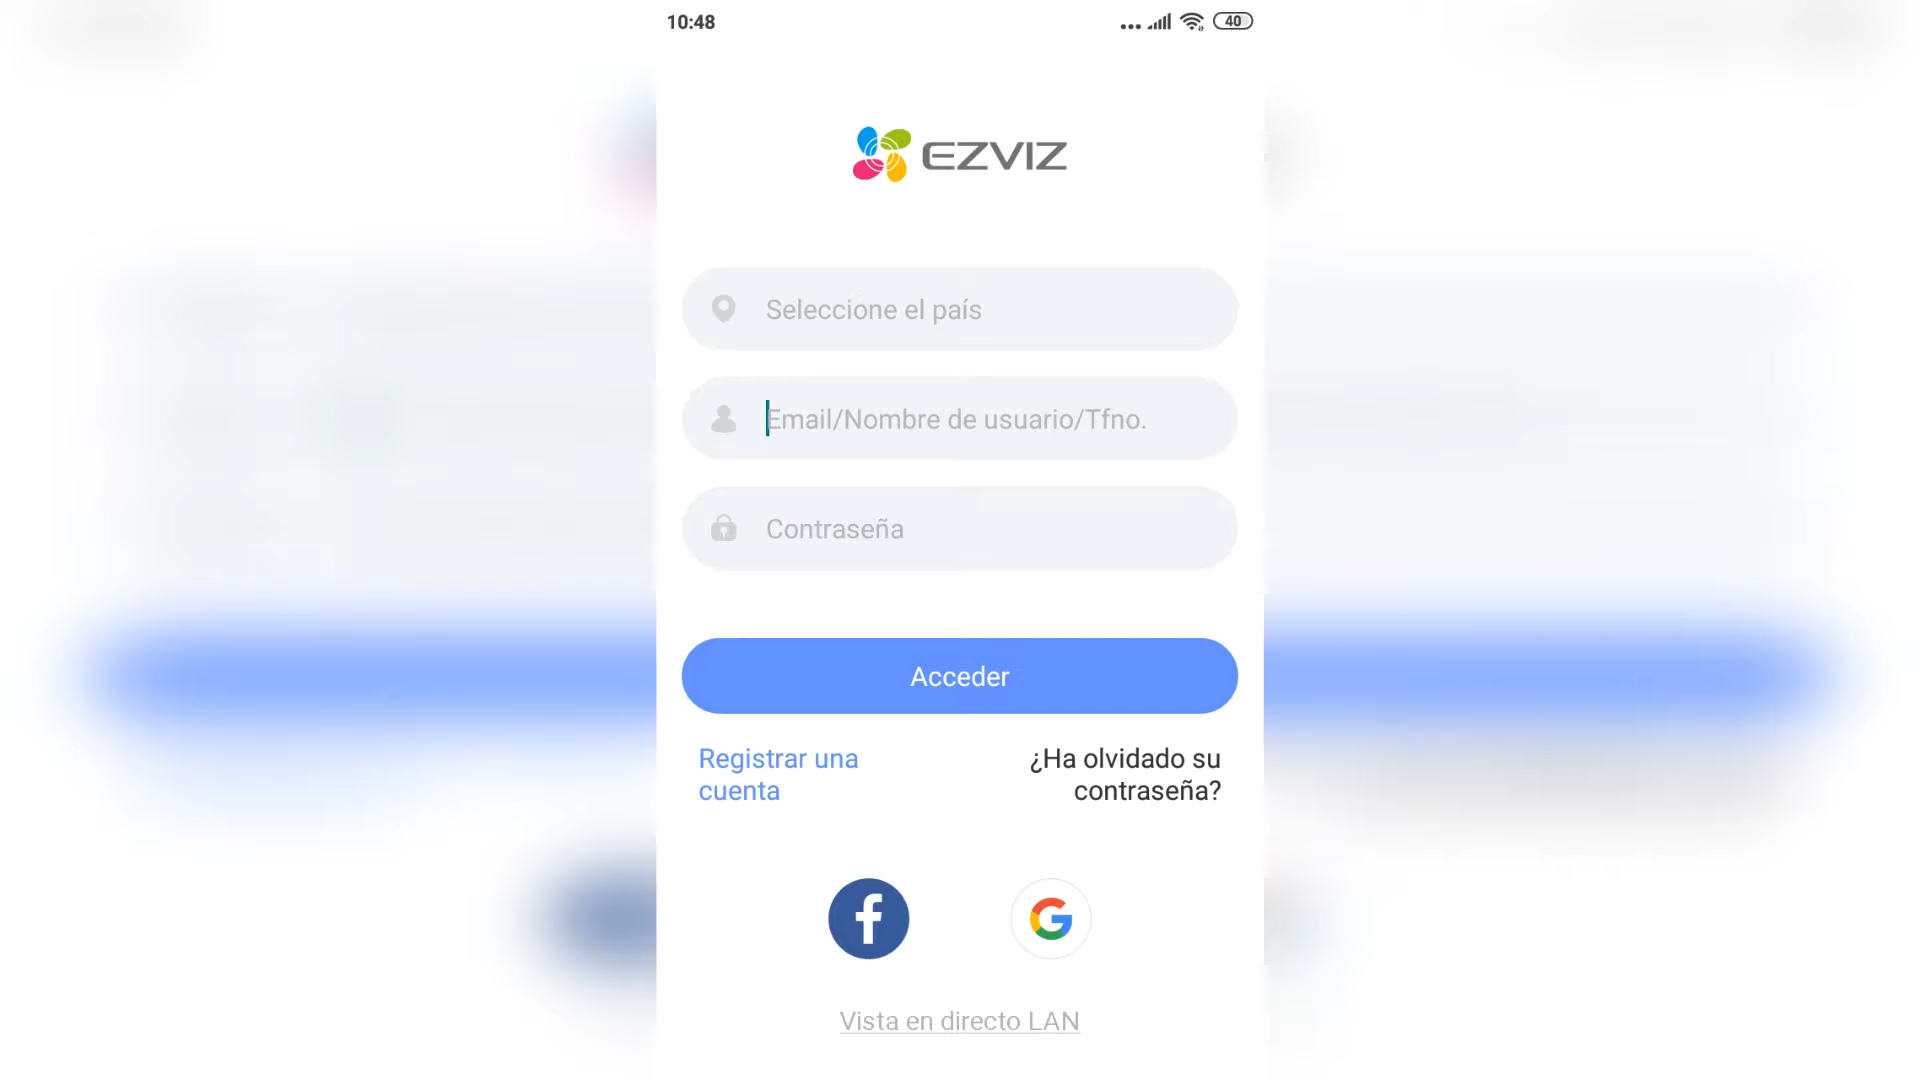 10:48
40
EZVIZ
Seleccione el país
Email/Nombre de usuario/Tfno.
Contraseña
Acceder
Registrar una
cuenta
¿Ha olvidado su
contraseña?
Vista en directo LAN